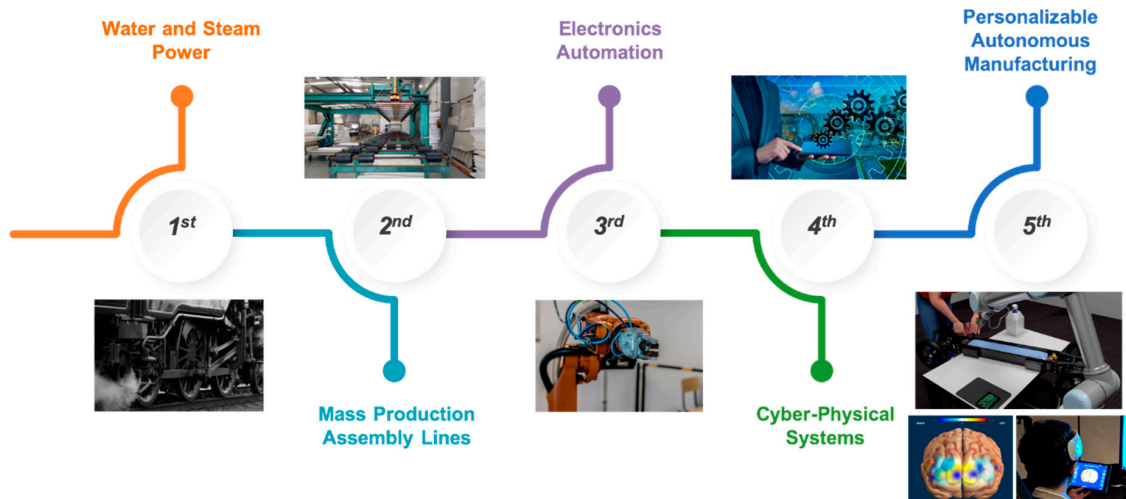 Water and Steam
Power
Electronics
Automation
Personalizable
Autonomous
Manufacturing
1st
2nd
3rd
4th
5th
Mass Production
Assembly Lines
Cyber-Physical
Systems